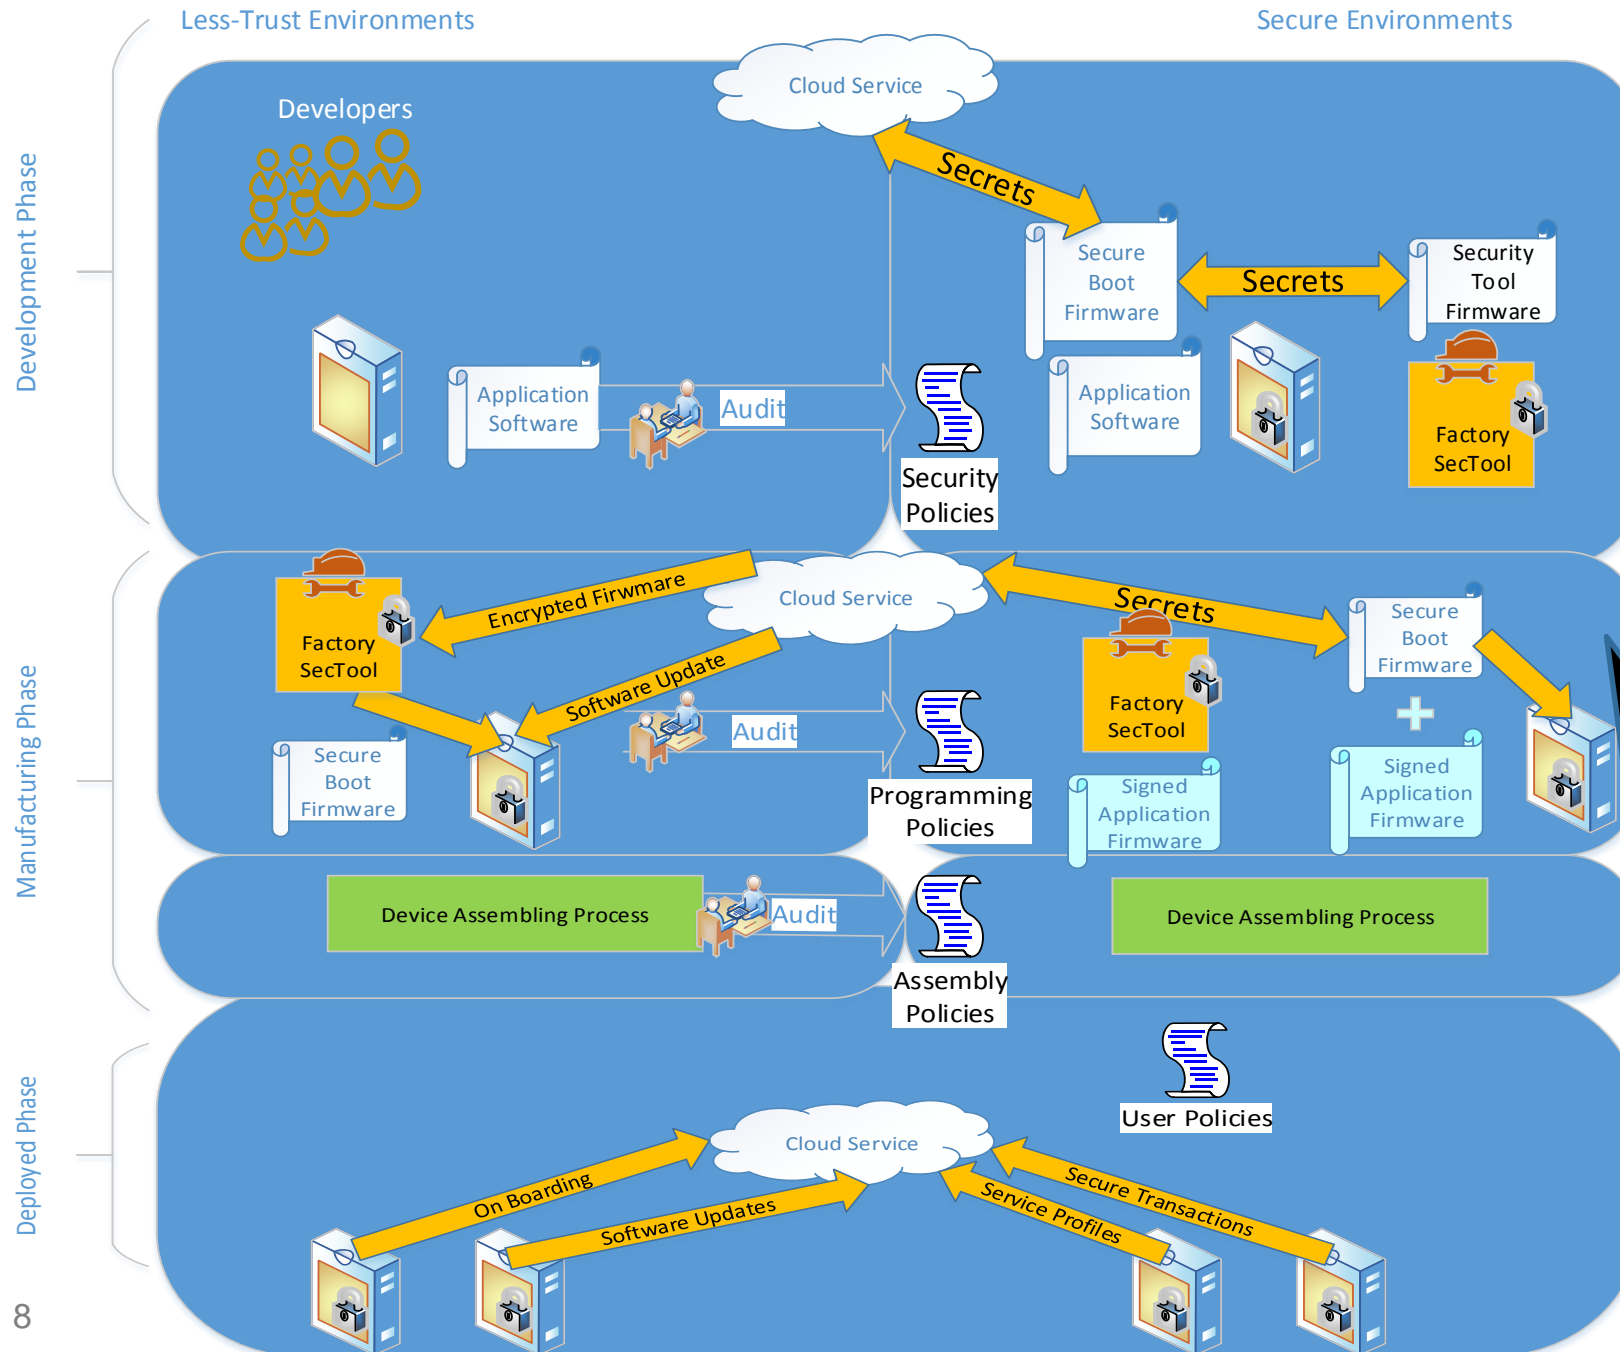 Less-Trust Environments
Secure Environments
Development Phase
Cloud Service
Developers
Secrets
Secure
Boot
Firmware
Secrets
Security
Tool
Firmware
Application
Software
Audit
Security
Policies
Application
Software
Factory
SecTool
Manufacturing Phase
Factory
SecTool
Encrypted Firwmare
Cloud Service
Software Update
Secrets
Secure
Boot
Firmware
Secure
Boot
Firmware
Audit
Programming
Policies
Factory
SecTool
Signed
Application
Firmware
Signed
Application
Firmware
Device Assembling Process
Audit
Assembly
Policies
Device Assembling Process
Deployed Phase
User Policies
Cloud Service
On Boarding
Software Updates
Service Profiles
Secure Transactions
8